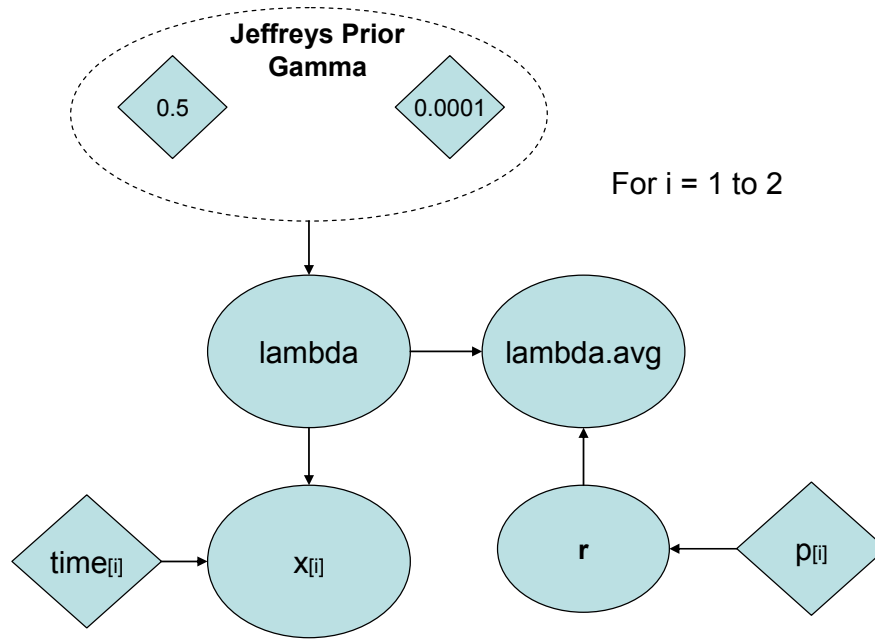 Jeffreys Prior
Gamma
0.5
0.0001
For i = 1 to 2
lambda
lambda.avg
time[i]
x[i]
r
p[i]